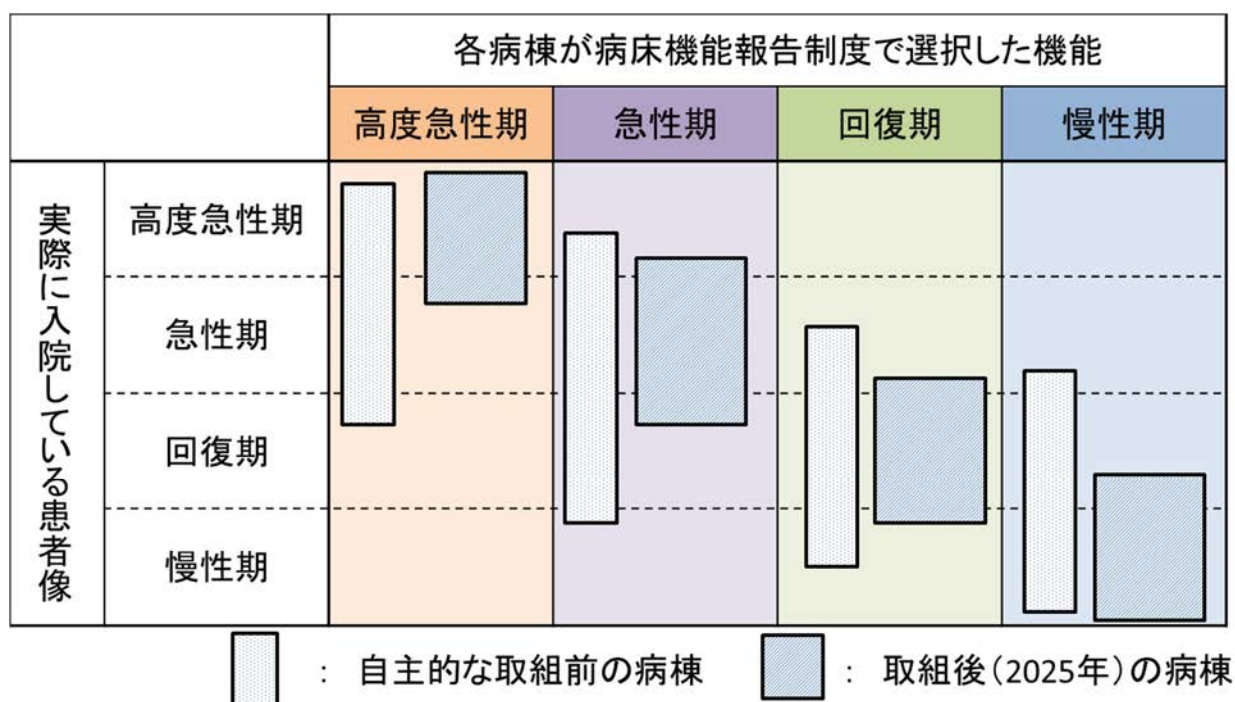 各病棟が病床機能報告制度で選択した機能
高度急性期 急性期 回復期 慢性期
実際に入院している患者像
高度急性期
急性期
回復期
慢性期
： 自主的な取組前の病棟 ： 取組後（2025年）の病棟